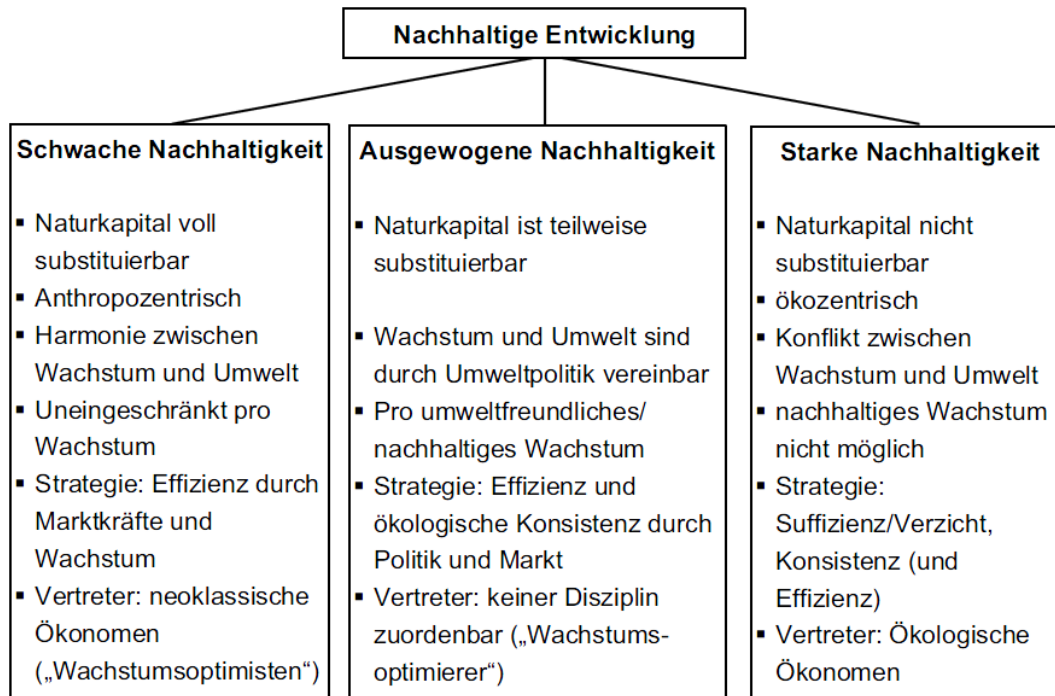 Nachhaltige Entwicklung
Schwache Nachhaltigkeit
▪ Naturkapital voll
substituierbar
▪ Anthropozentrisch
▪ Harmonie zwischen
Wachstum und Umwelt
▪ Uneingeschränkt pro
Wachstum
▪ Strategie: Effizienz durch
Marktkräfte und
Wachstum
▪ Vertreter: neoklassische
Ökonomen
(„Wachstumsoptimisten“)
Ausgewogene Nachhaltigkeit
▪ Naturkapital ist teilweise
substituierbar
▪ Wachstum und Umwelt sind
durch Umweltpolitik vereinbar
▪ Pro umweltfreundliches/
nachhaltiges Wachstum
▪ Strategie: Effizienz und
ökologische Konsistenz durch
Politik und Markt
▪ Vertreter: keiner Disziplin
zuordenbar („Wachstums-
optimierer“)
Starke Nachhaltigkeit
▪ Naturkapital nicht
substituierbar
▪ ökozentrisch
▪ Konflikt zwischen
Wachstum und Umwelt
▪ nachhaltiges Wachstum
nicht möglich
▪ Strategie:
Suffizienz/Verzicht,
Konsistenz (und
Effizienz)
▪ Vertreter: Ökologische
Ökonomen